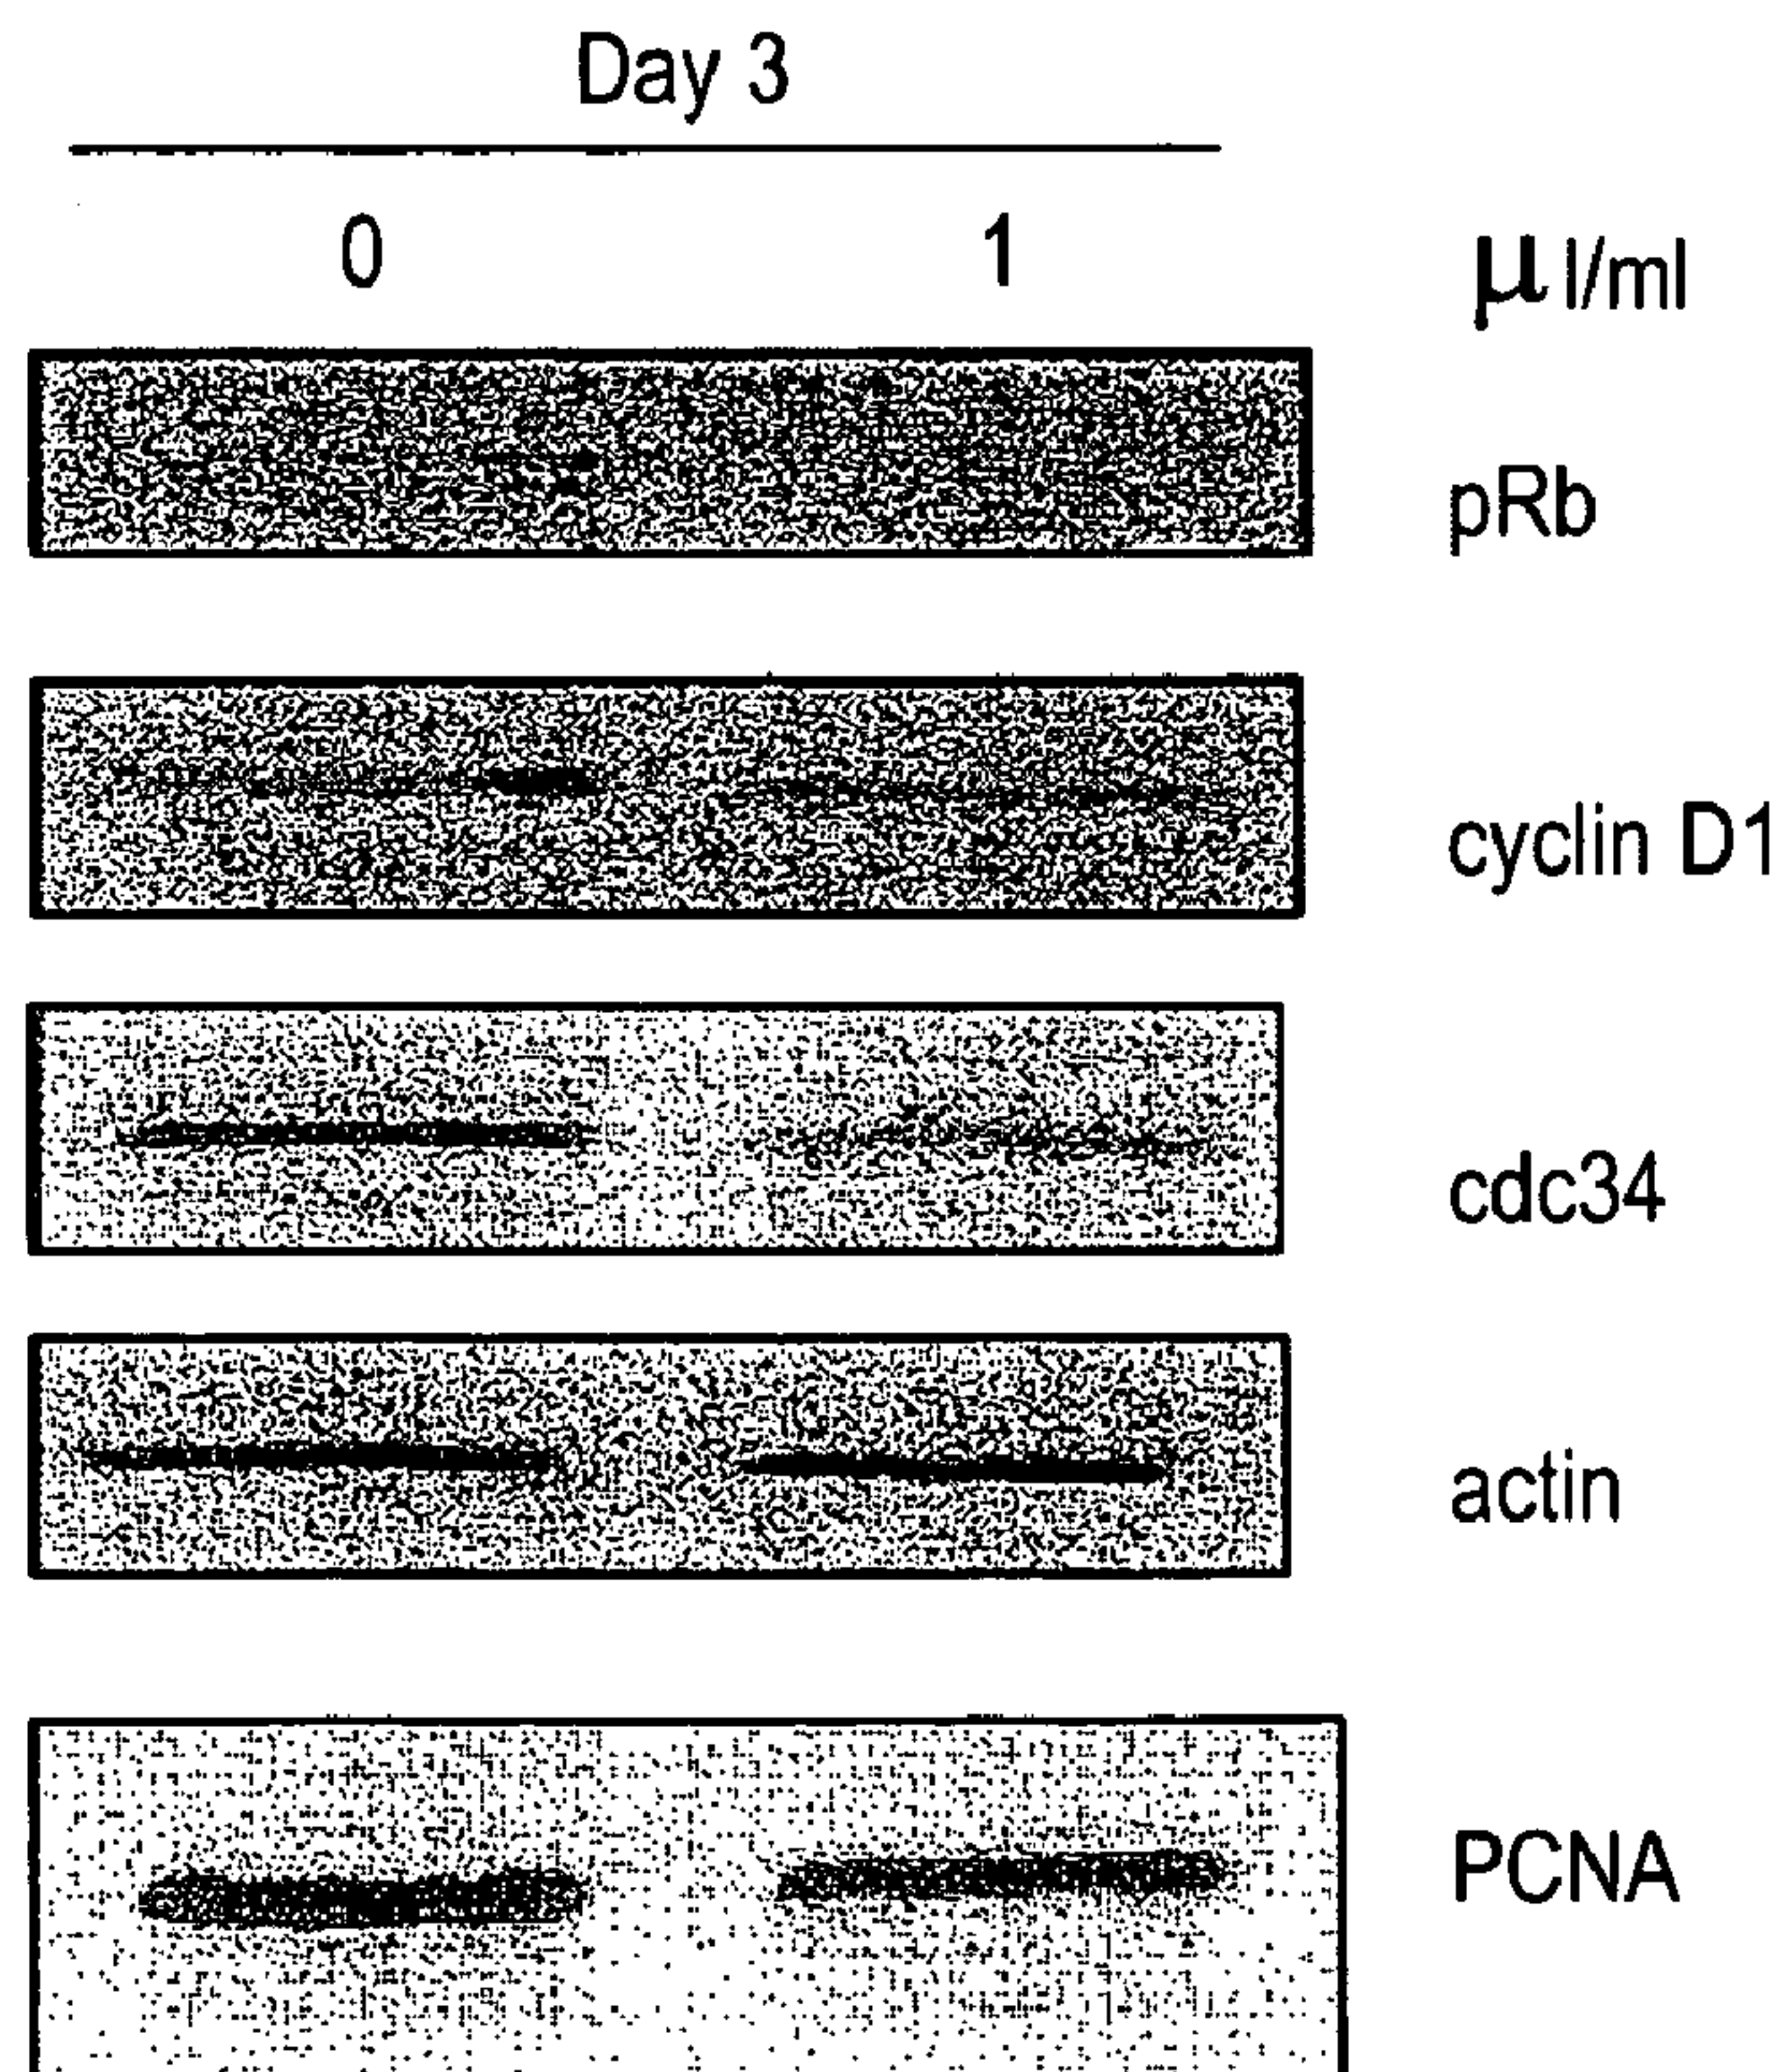 Day 3
0 1 μl/ml
pRb
cyclin D1
cdc34
actin
PCNA